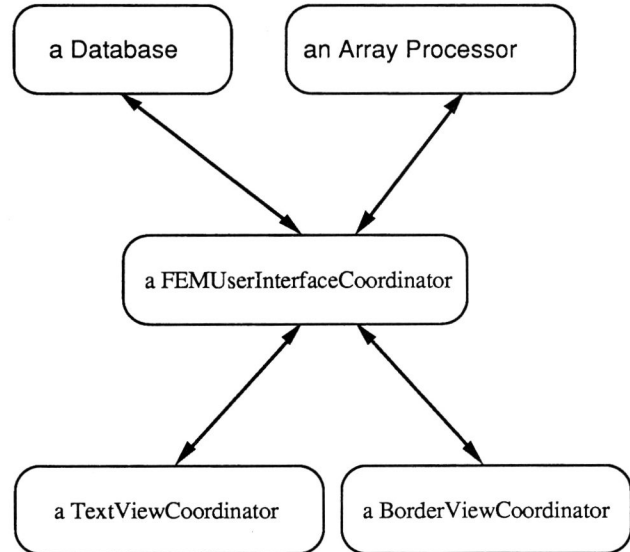 a Database
an Array Processor
a FEMUserInterfaceCoordinator
a TextViewCoordinator
a BorderViewCoordinator